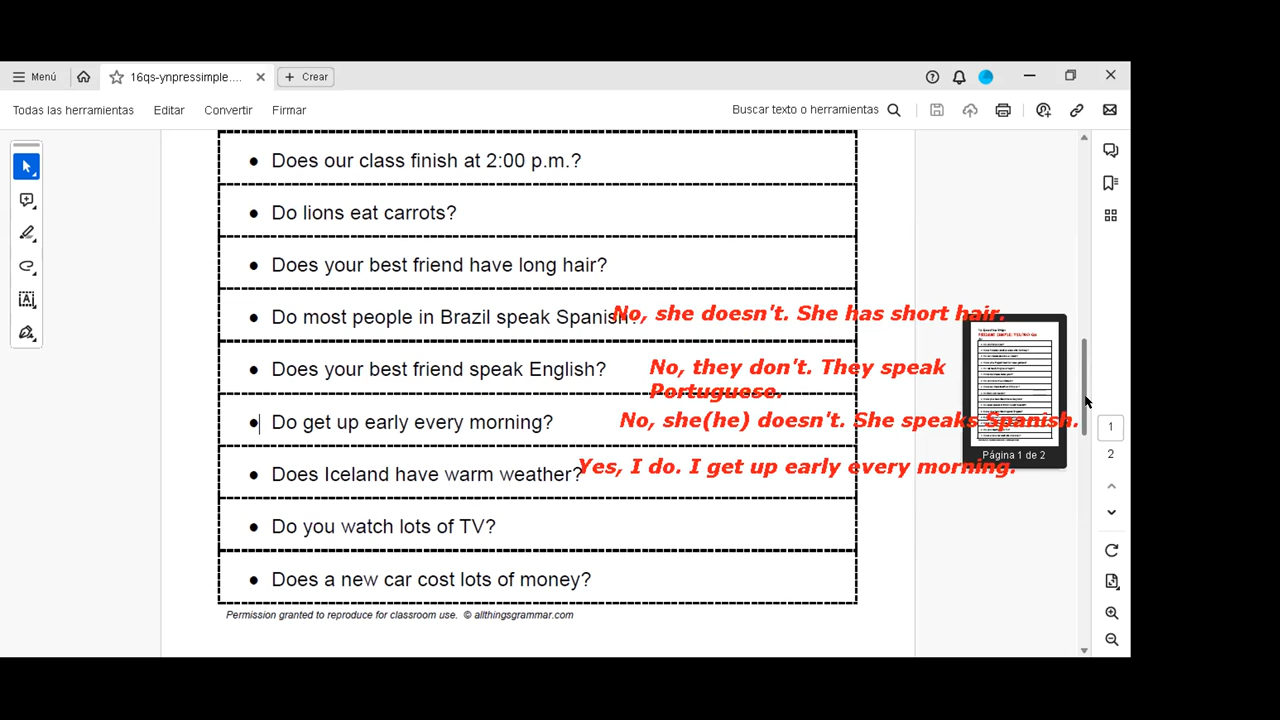 Menú
16qs-ynpressimple....
Crear
Todas las herramientas
Editar
Convertir
Firmar
Buscar texto o herramientas
• Does our class finish at 2:00 p.m.?
• Do lions eat carrots?
• Does your best friend have long hair?
• Do most people in Brazil speak Spanish?
No, she doesn't. She has short hair.
• Does your best friend speak English?
No, they don't. They speak
Portuguese.
• Do get up early every morning?
No, she(he) doesn't. She speaks Spanish.
• Does Iceland have warm weather?
Yes, I do. I get up early every morning.
• Do you watch lots of TV?
• Does a new car cost lots of money?
Permission granted to reproduce for classroom use. © allthingsgrammar.com
Página 1 de 2
1
2